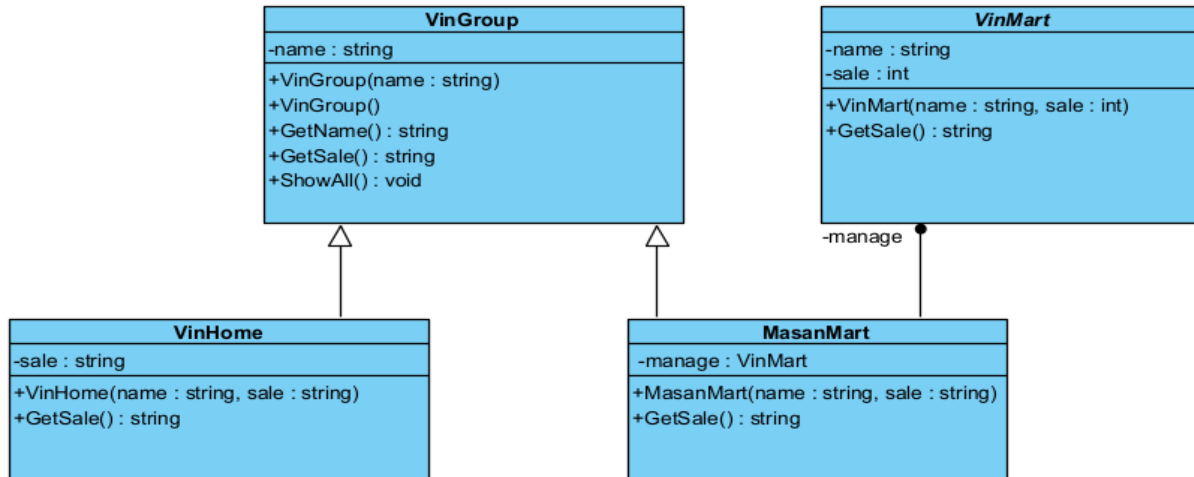 VinGroup
-name : string
+VinGroup(name : string)
+VinGroup()
+GetName() : string
+GetSale() : string
+ShowAll() : void
VinMart
-name : string
-sale : int
+VinMart(name : string, sale : int)
+GetSale() : string
-manage
VinHome
-sale : string
+VinHome(name : string, sale : string)
+GetSale() : string
MasanMart
-manage : VinMart
+MasanMart(name : string, sale : string)
+GetSale() : string